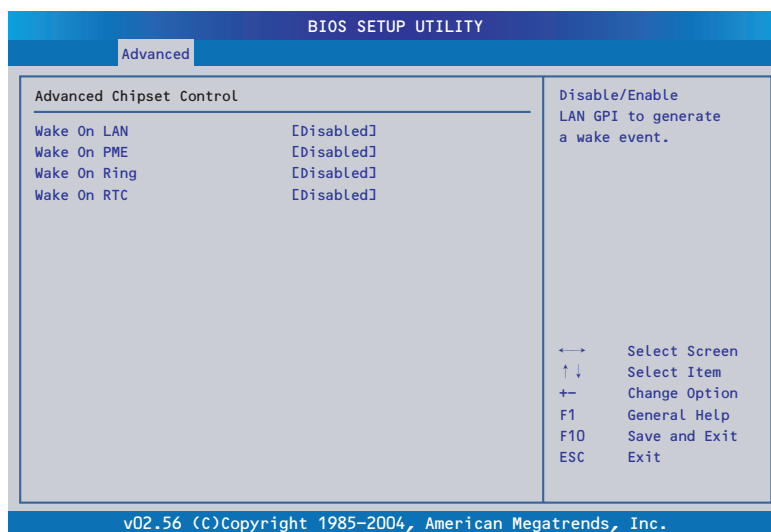 BIOS SETUP UTILITY
Advanced
Advanced Chipset Control
Wake On LAN [Disabled]
Wake On PME [Disabled]
Wake On Ring [Disabled]
Wake On RTC [Disabled]
Disable/Enable
LAN GPI to generate
a wake event.
←→ Select Screen
↑↓ Select Item
+- Change Option
F1 General Help
F10 Save and Exit
ESC Exit
v02.56 (C)Copyright 1985-2004, American Megatrends, Inc.